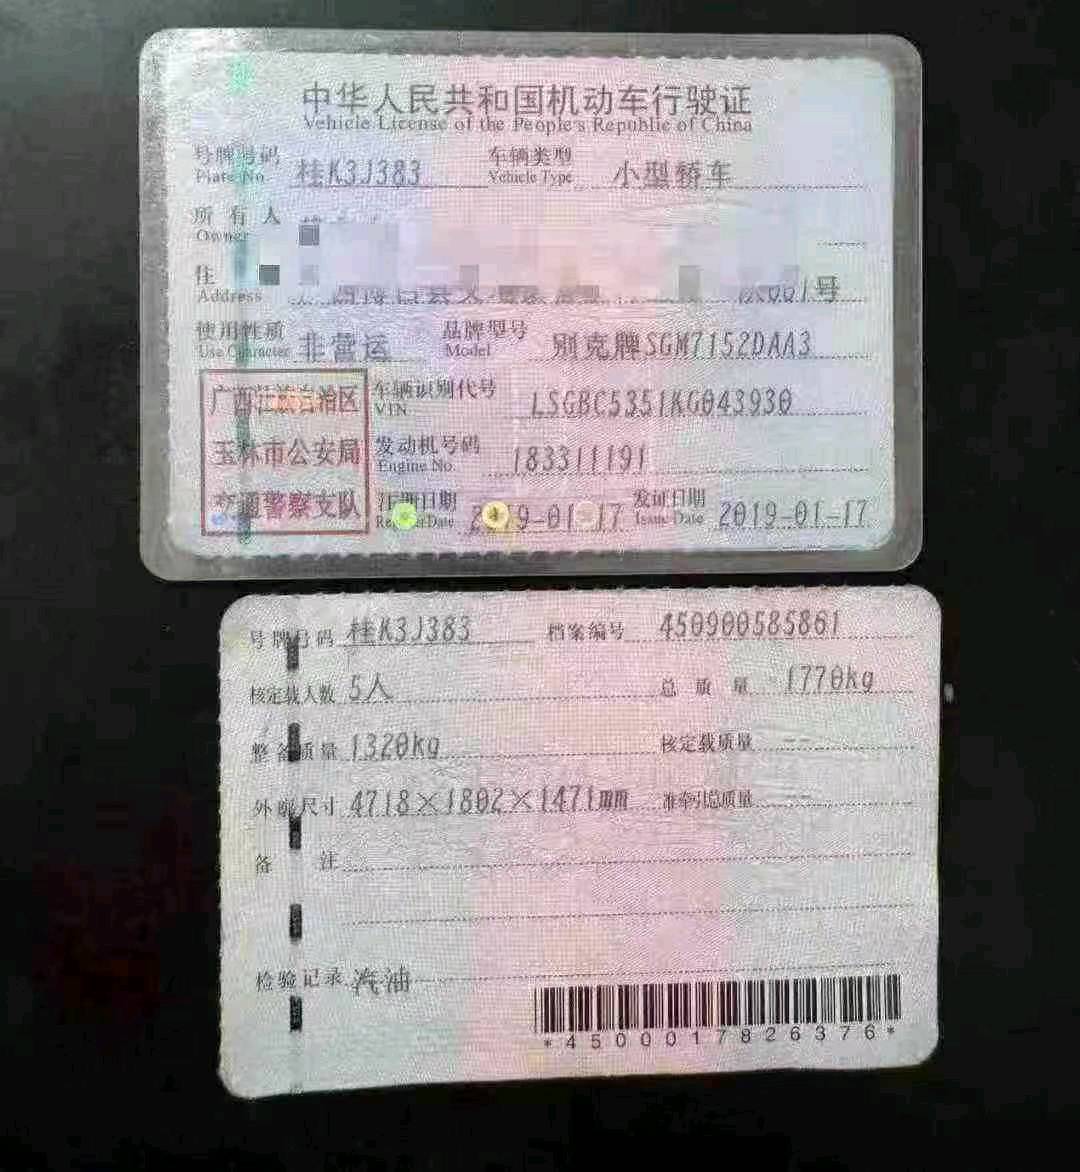 中华人民共和国机动车行驶证
Vehicle License of the People's Republic of China
号牌号码 桂K3J383 车辆类型 小型轿车
Plate No. Vehicle Type
所有人
Owner
住
Address 号
使用性质 非营运 品牌型号 别克牌SGM7152DAA3
Use Character Model
广西壮族自治区 车辆识别代号 LSGBC5351KG043930
VIN
玉林市公安局 发动机号码 183311191
Engine No.
交通警察支队 注册日期 2019-01-17 发证日期 2019-01-17
Register Date Issue Date
号牌号码 桂K3J383 档案编号 450900585861
核定载人数 5人 总质量 1770kg
整备质量 1320kg 核定载质量 --
外廓尺寸 4718×1802×1471mm 准牵引总质量 --
备注
检验记录 汽油
*4500017826376*